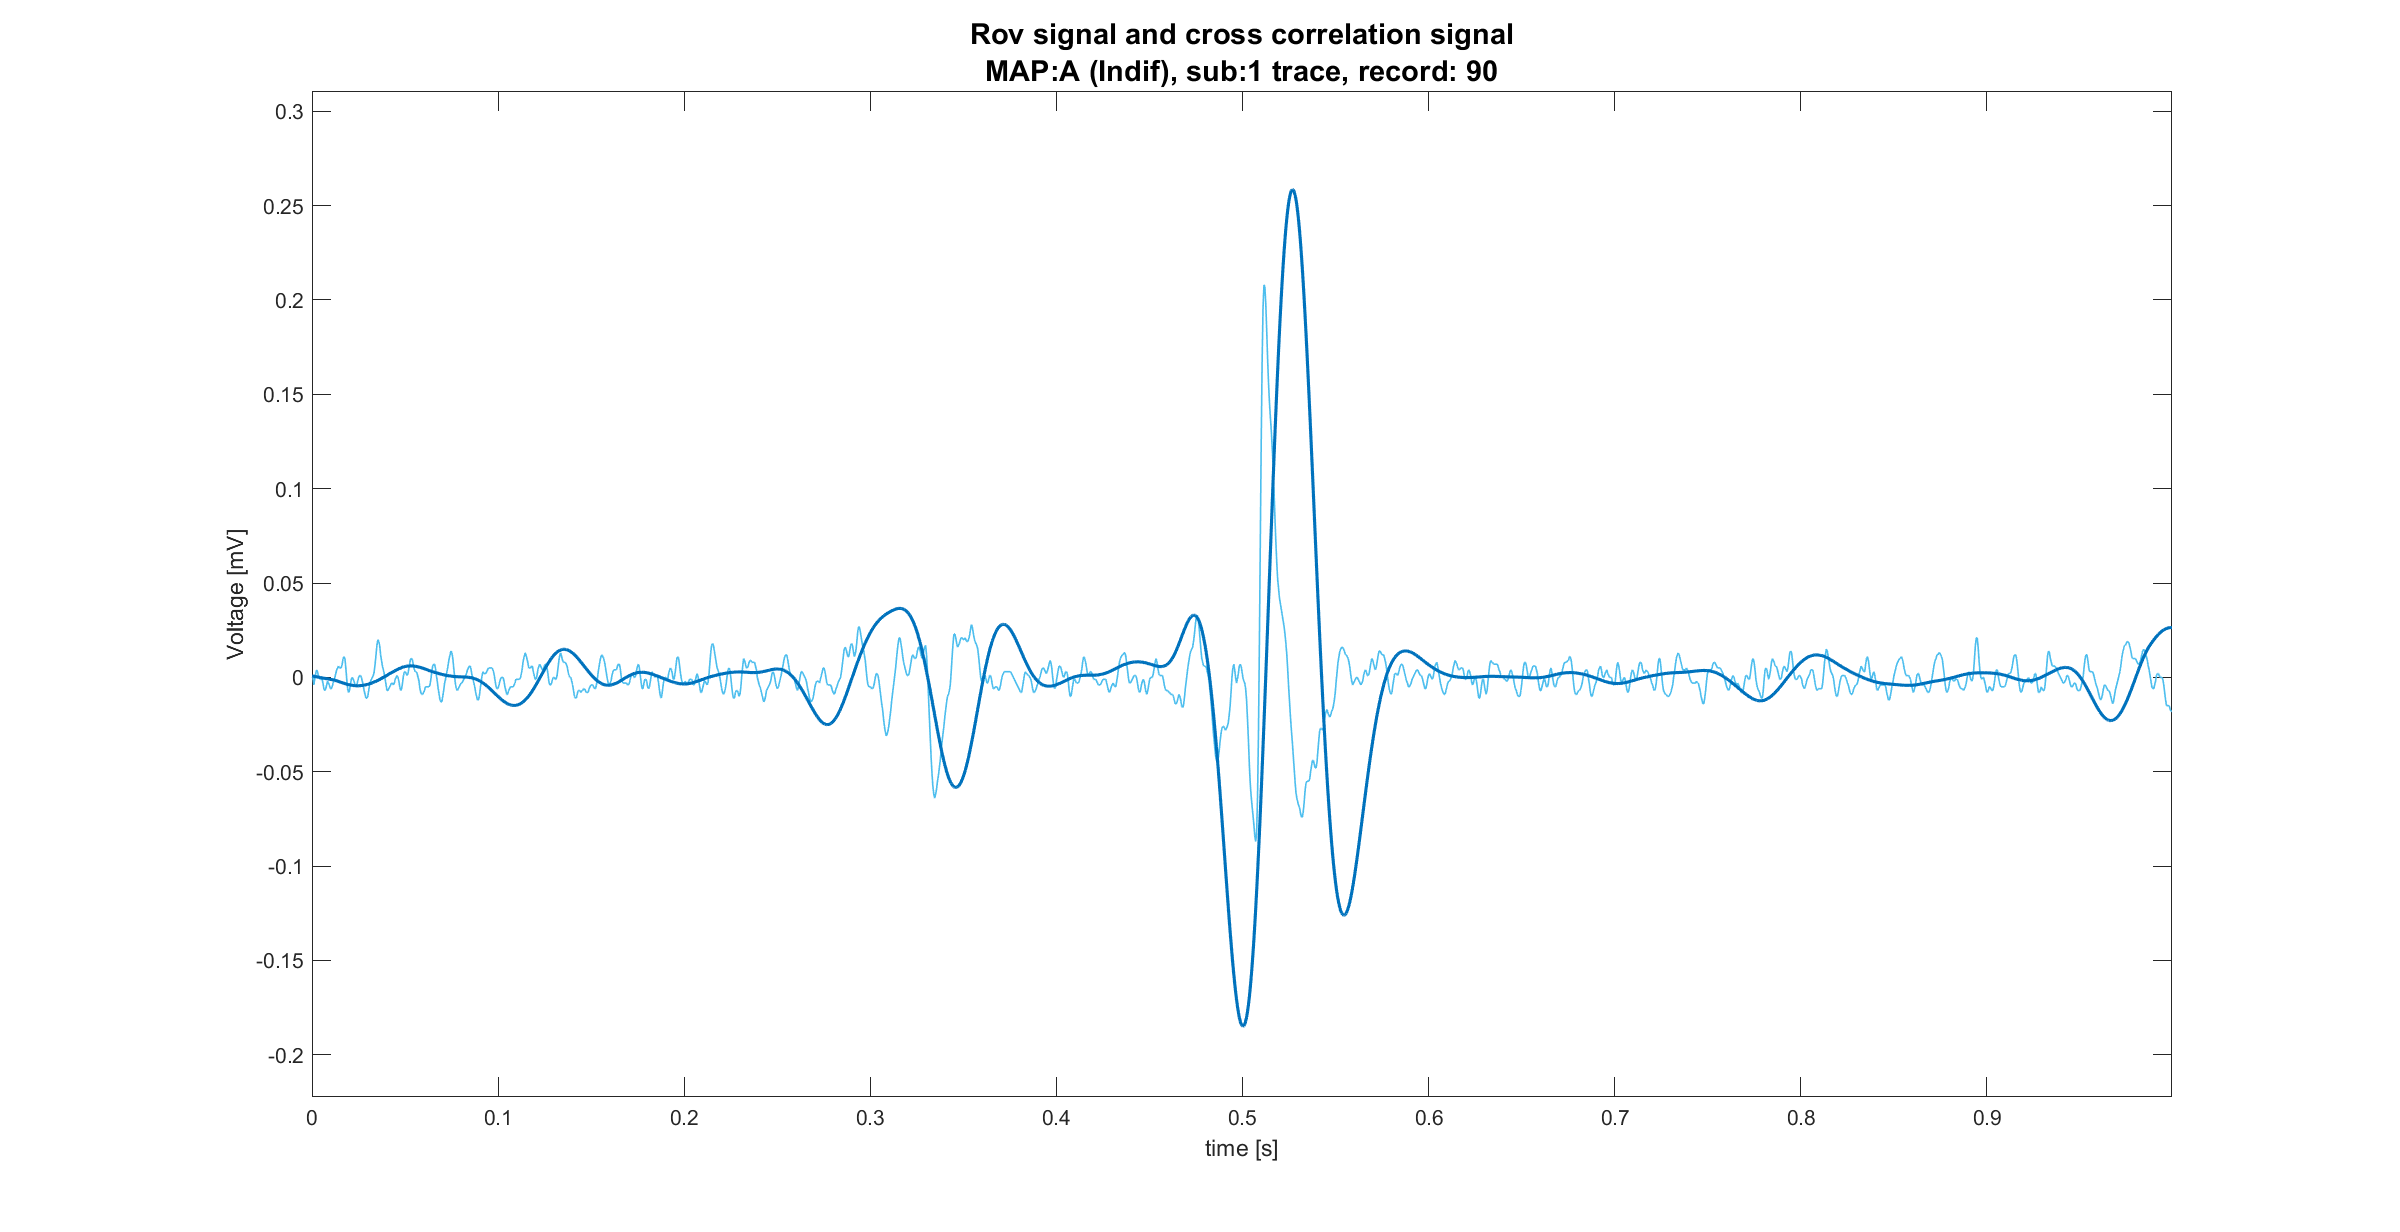 Rov signal and cross correlation signal
MAP:A (Indif), sub:1 trace, record: 90
0.3
0.25
0.2
0.15
0.1
0.05
0
-0.05
-0.1
-0.15
-0.2
Voltage [mV]
0 0.1 0.2 0.3 0.4 0.5 0.6 0.7 0.8 0.9
time [s]